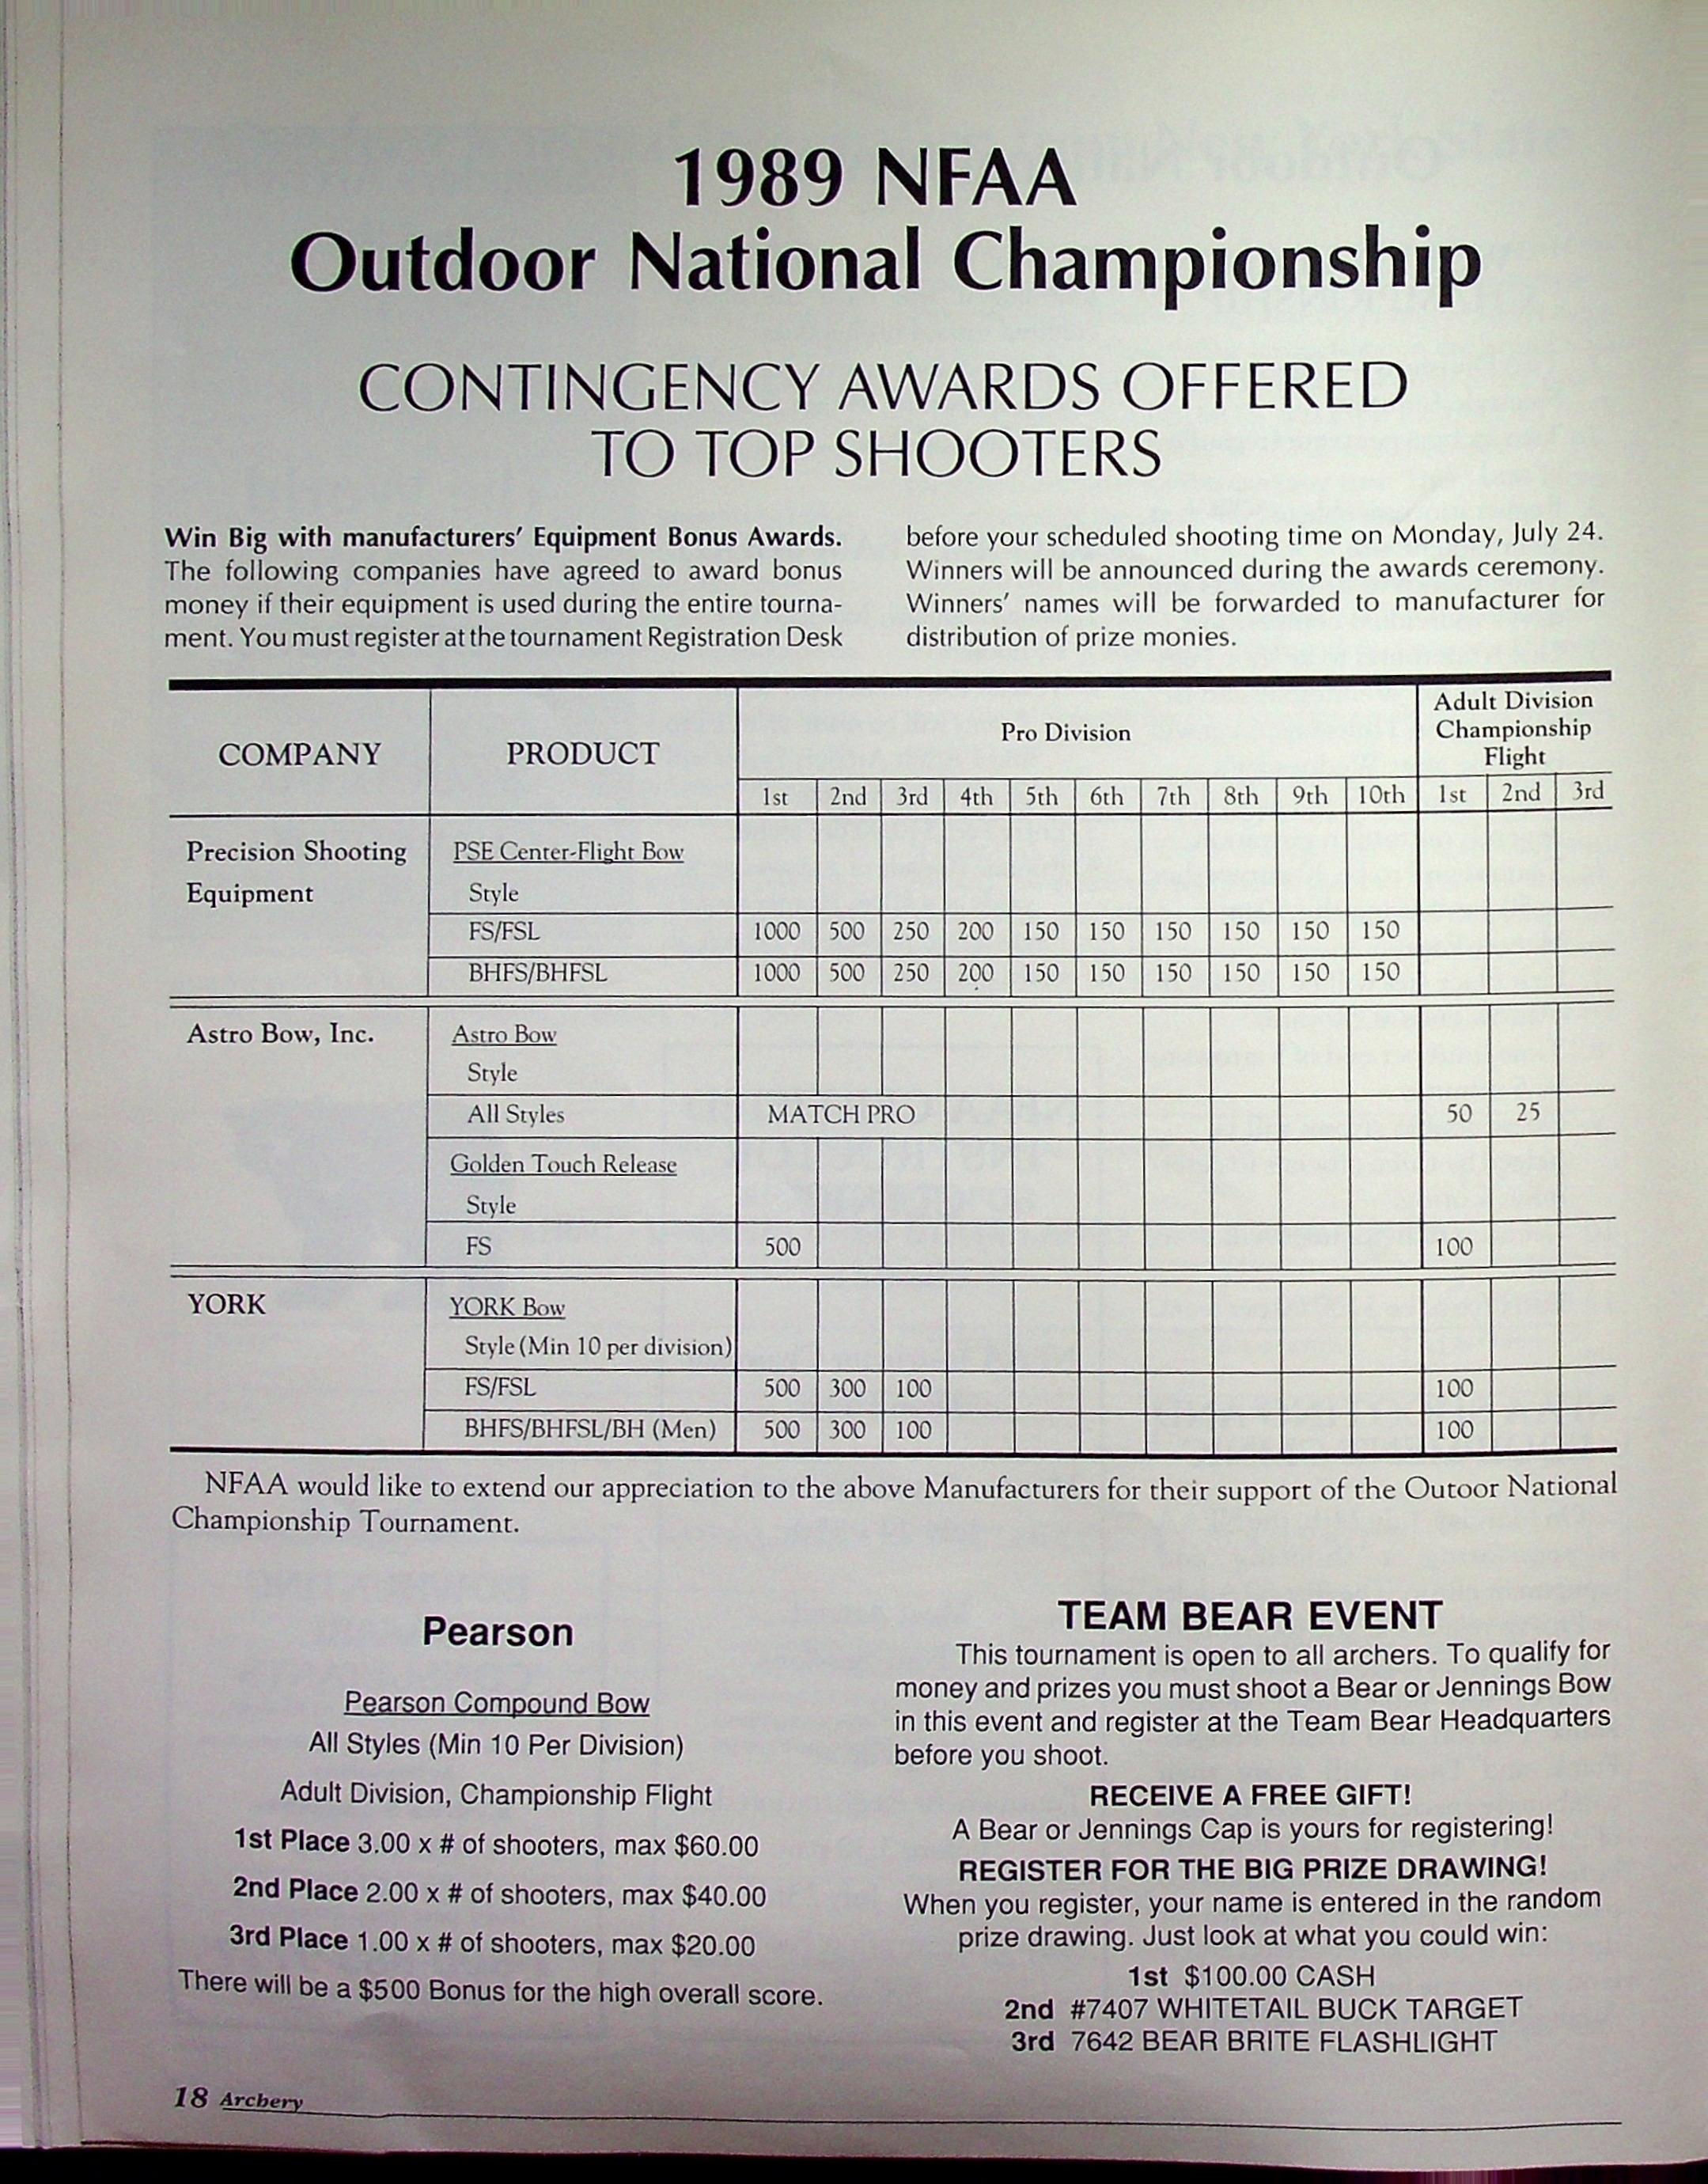 1989 NFAA
Outdoor National Championship
CONTINGENCY AWARDS OFFERED
TO TOP SHOOTERS
Win Big with manufacturers' Equipment Bonus Awards.
The following companies have agreed to award bonus
money if their equipment is used during the entire tourna-
ment. You must register at the tournament Registration Desk
before your scheduled shooting time on Monday, July 24.
Winners will be announced during the awards ceremony.
Winners' names will be forwarded to manufacturer for
distribution of prize monies.
COMPANY PRODUCT Pro Division Adult Division
Championship
Flight
1st 2nd 3rd 4th 5th 6th 7th 8th 9th 10th 1st 2nd 3rd
Precision Shooting PSE Center-Flight Bow
Equipment Style
FS/FSL 1000 500 250 200 150 150 150 150 150 150
BHFS/BHFSL 1000 500 250 200 150 150 150 150 150 150
Astro Bow, Inc. Astro Bow
Style
All Styles MATCH PRO 50 25
Golden Touch Release
Style
FS 500 100
YORK YORK Bow
Style (Min 10 per division)
FS/FSL 500 300 100 100
BHFS/BHFSL/BH (Men) 500 300 100 100
NFAA would like to extend our appreciation to the above Manufacturers for their support of the Outoor National
Championship Tournament.
Pearson
Pearson Compound Bow
All Styles (Min 10 Per Division)
Adult Division, Championship Flight
1st Place 3.00 x # of shooters, max $60.00
2nd Place 2.00 x # of shooters, max $40.00
3rd Place 1.00 x # of shooters, max $20.00
There will be a $500 Bonus for the high overall score.
TEAM BEAR EVENT
This tournament is open to all archers. To qualify for
money and prizes you must shoot a Bear or Jennings Bow
in this event and register at the Team Bear Headquarters
before you shoot.
RECEIVE A FREE GIFT!
A Bear or Jennings Cap is yours for registering!
REGISTER FOR THE BIG PRIZE DRAWING!
When you register, your name is entered in the random
prize drawing. Just look at what you could win:
1st $100.00 CASH
2nd #7407 WHITETAIL BUCK TARGET
3rd 7642 BEAR BRITE FLASHLIGHT
18 Archery